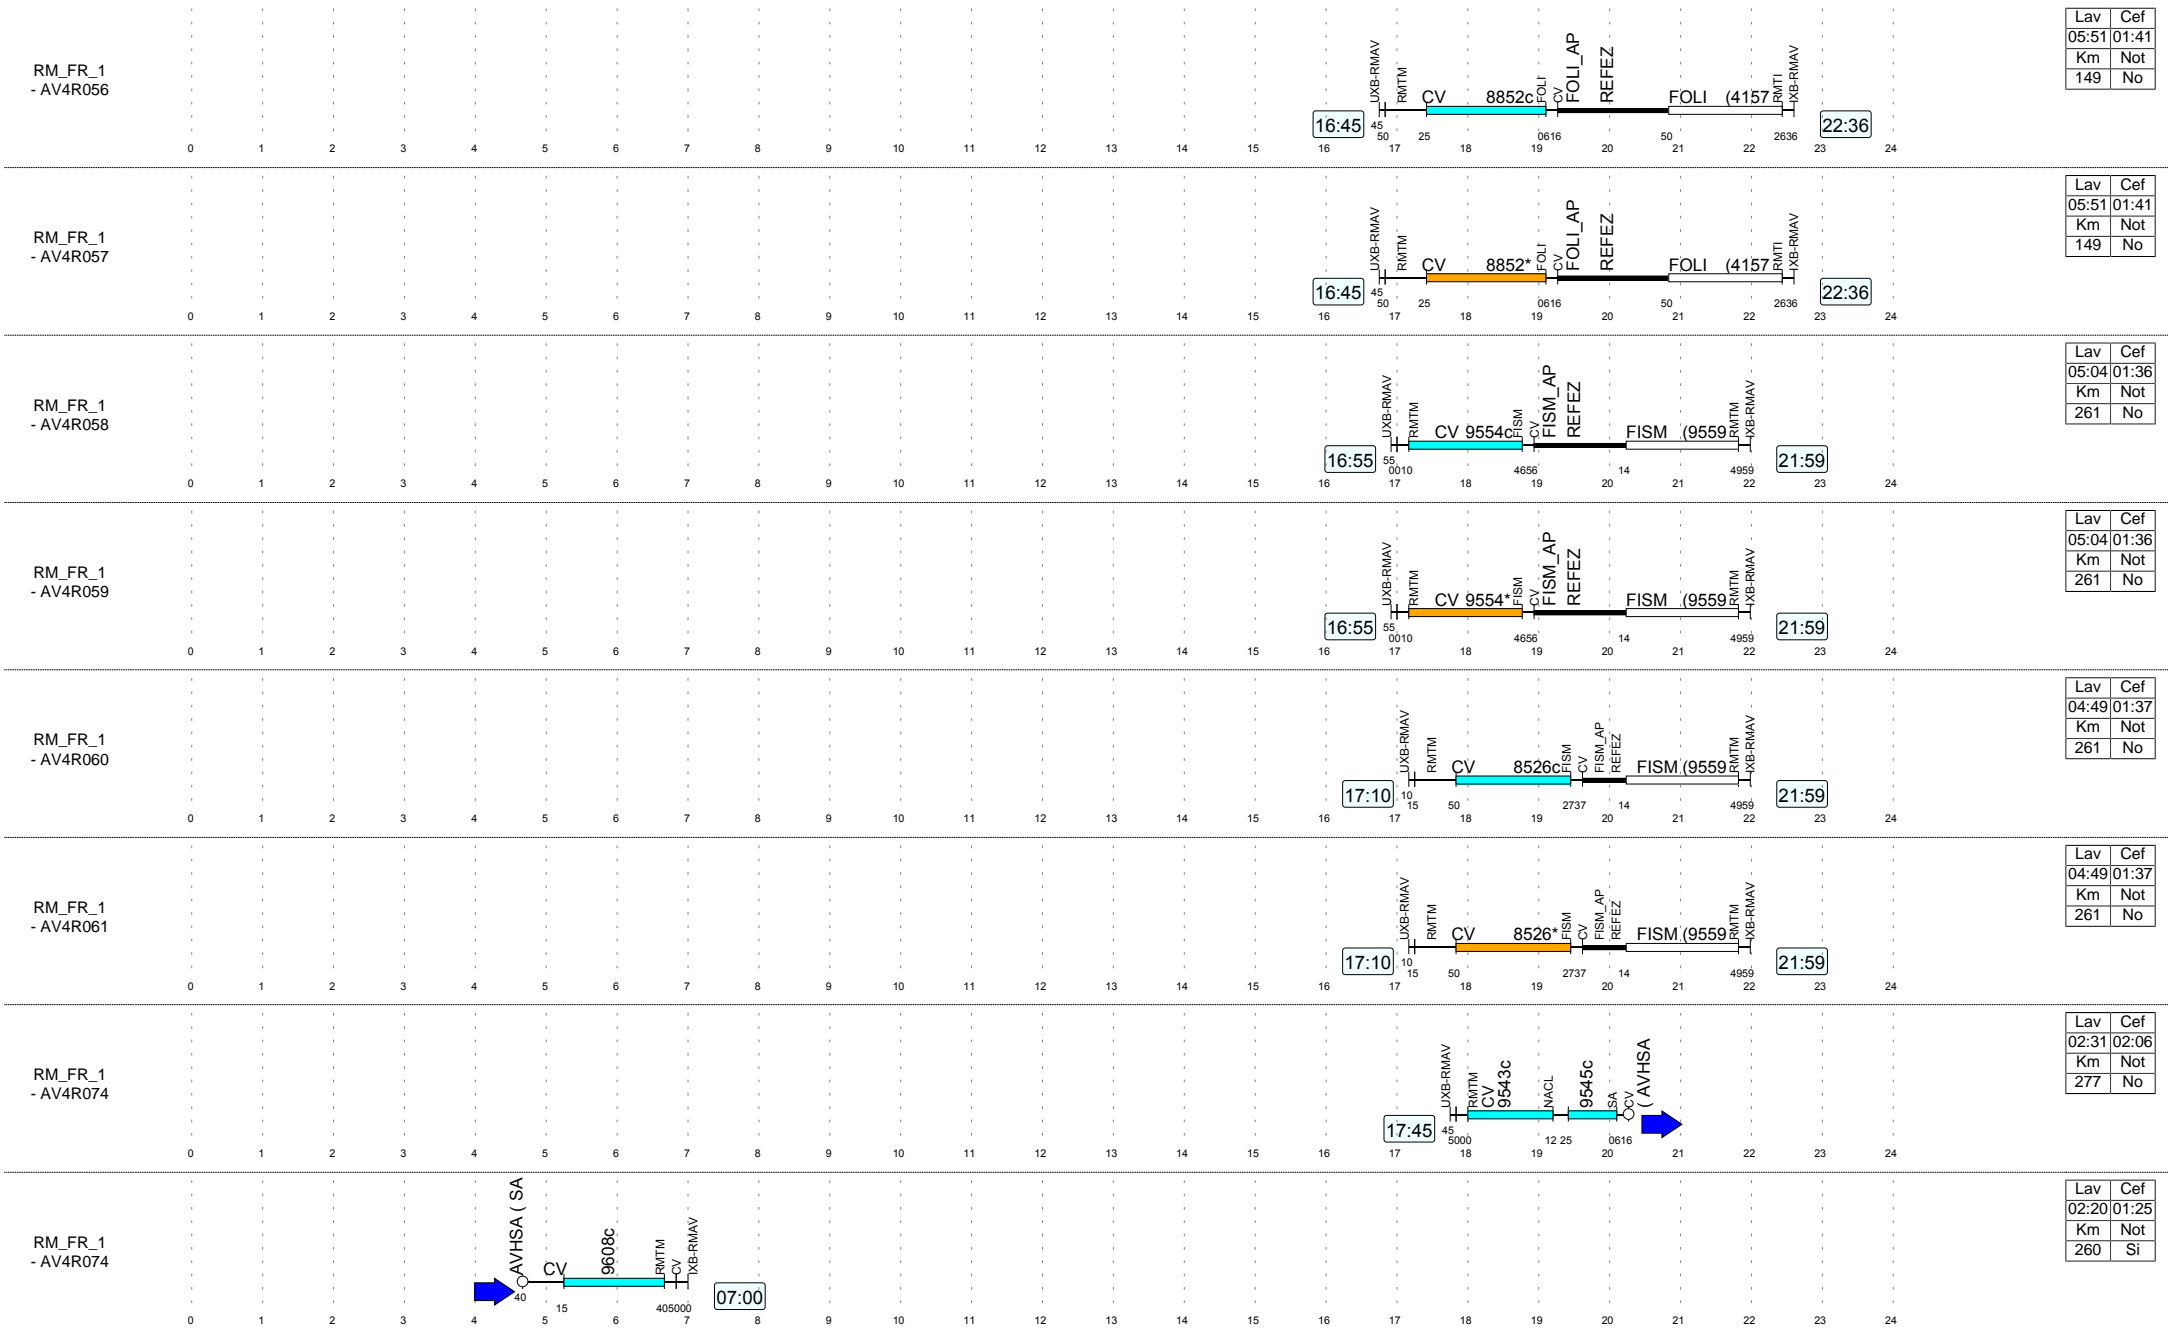 Lav Cef
05:51 01:41
Km Not
149 No
RM_FR_1
- AV4R056
UXB-RMAV RMTM CV 8852c FOLI CV FOLI_AP REFEZ FOLI (4157 RMTI IXB-RMAV
16:45 45 50 25 0616 50 2636 22:36
0 1 2 3 4 5 6 7 8 9 10 11 12 13 14 15 16 17 18 19 20 21 22 23 24
Lav Cef
05:51 01:41
Km Not
149 No
RM_FR_1
- AV4R057
UXB-RMAV RMTM CV 8852* FOLI CV FOLI_AP REFEZ FOLI (4157 RMTI IXB-RMAV
16:45 45 50 25 0616 50 2636 22:36
0 1 2 3 4 5 6 7 8 9 10 11 12 13 14 15 16 17 18 19 20 21 22 23 24
Lav Cef
05:04 01:36
Km Not
261 No
RM_FR_1
- AV4R058
UXB-RMAV RMTM CV 9554c FISM CV FISM_AP REFEZ FISM (9559 RMTM IXB-RMAV
16:55 55 0010 4656 14 4959 21:59
0 1 2 3 4 5 6 7 8 9 10 11 12 13 14 15 16 17 18 19 20 21 22 23 24
Lav Cef
05:04 01:36
Km Not
261 No
RM_FR_1
- AV4R059
UXB-RMAV RMTM CV 9554* FISM CV FISM_AP REFEZ FISM (9559 RMTM IXB-RMAV
16:55 55 0010 4656 14 4959 21:59
0 1 2 3 4 5 6 7 8 9 10 11 12 13 14 15 16 17 18 19 20 21 22 23 24
Lav Cef
04:49 01:37
Km Not
261 No
RM_FR_1
- AV4R060
UXB-RMAV RMTM CV 8526c FISM CV FISM_AP REFEZ FISM (9559 RMTM IXB-RMAV
17:10 10 15 50 2737 14 4959 21:59
0 1 2 3 4 5 6 7 8 9 10 11 12 13 14 15 16 17 18 19 20 21 22 23 24
Lav Cef
04:49 01:37
Km Not
261 No
RM_FR_1
- AV4R061
UXB-RMAV RMTM CV 8526* FISM CV FISM_AP REFEZ FISM (9559 RMTM IXB-RMAV
17:10 10 15 50 2737 14 4959 21:59
0 1 2 3 4 5 6 7 8 9 10 11 12 13 14 15 16 17 18 19 20 21 22 23 24
Lav Cef
02:31 02:06
Km Not
277 No
RM_FR_1
- AV4R074
UXB-RMAV RMTM CV 9543c NACL 9545c SA CV ( AVHSA
17:45 45 5000 12 25 0616
0 1 2 3 4 5 6 7 8 9 10 11 12 13 14 15 16 17 18 19 20 21 22 23 24
Lav Cef
02:20 01:25
Km Not
260 Si
RM_FR_1
- AV4R074
AVHSA ( SA CV 9608c RMTM CV IXB-RMAV
40 15 405000 07:00
0 1 2 3 4 5 6 7 8 9 10 11 12 13 14 15 16 17 18 19 20 21 22 23 24